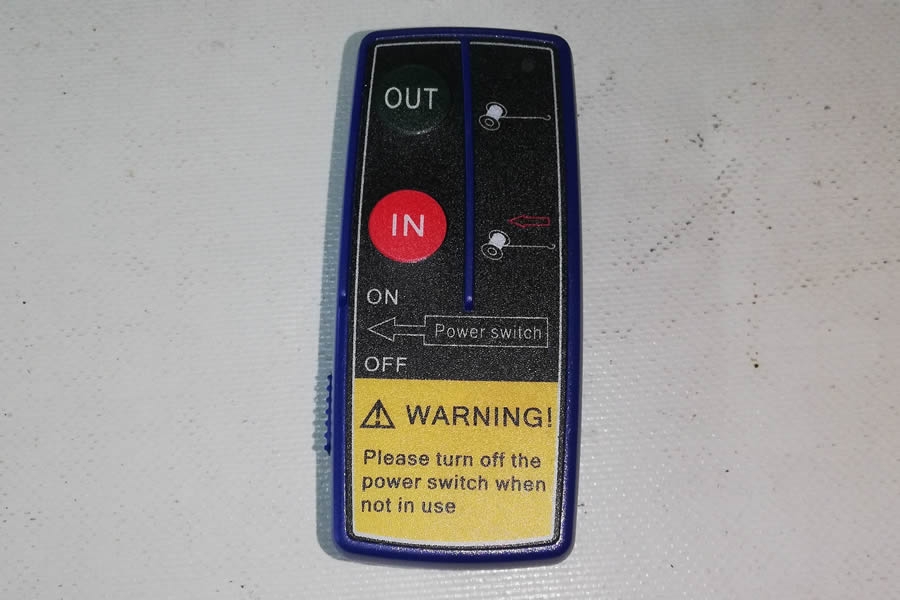 OUT
IN
ON
Power switch
OFF
WARNING!
Please turn off the
power switch when
not in use